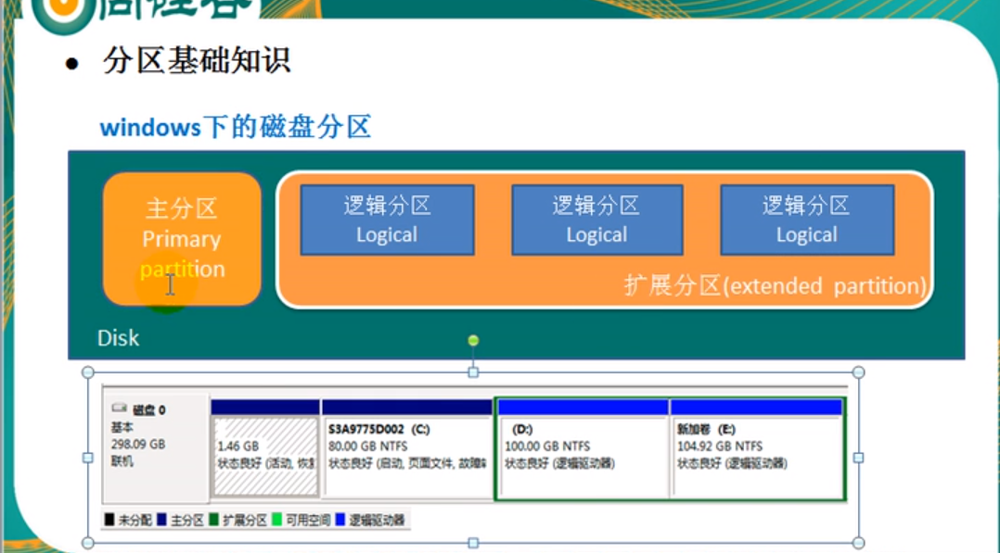 分区基础知识
windows下的磁盘分区
主分区
Primary
partition
逻辑分区
Logical
逻辑分区
Logical
逻辑分区
Logical
扩展分区(extended partition)
Disk
磁盘 0
基本
298.09 GB
联机
1.46 GB
状态良好 (活动, 恢复
S3A9775D002 (C:)
80.00 GB NTFS
状态良好 (启动, 页面文件, 故障转
(D:)
100.00 GB NTFS
状态良好 (逻辑驱动器)
新加卷 (E:)
104.92 GB NTFS
状态良好 (逻辑驱动器)
未分配 主分区 扩展分区 可用空间 逻辑驱动器